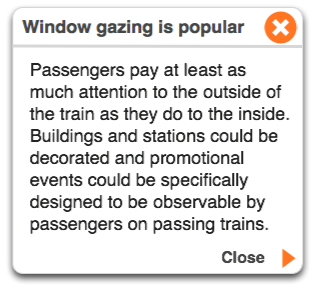 Window gazing is popular
Passengers pay at least as
much attention to the outside of
the train as they do to the inside.
Buildings and stations could be
decorated and promotional
events could be specifically
designed to be observable by
passengers on passing trains.
Close